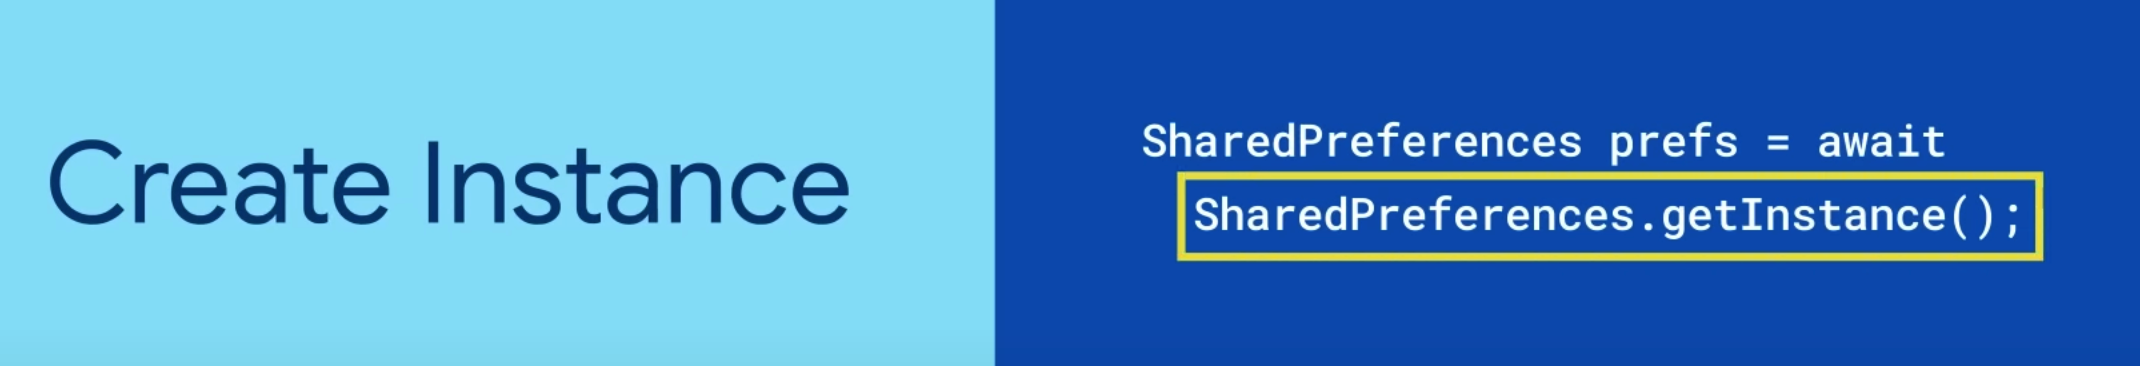 Create Instance
SharedPreferences prefs = await
SharedPreferences.getInstance();